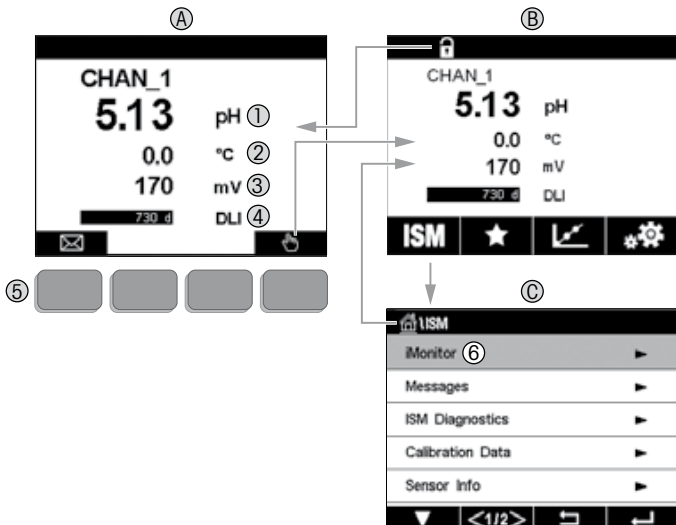 Ⓐ
CHAN_1
5.13 pH ①
0.0 °C ②
170 mV ③
730 d DLI ④
⑤
Ⓑ
CHAN_1
5.13 pH
0.0 °C
170 mV
730 d DLI
ISM
Ⓒ
\ISM
iMonitor ⑥
Messages
ISM Diagnostics
Calibration Data
Sensor Info
<1/2>